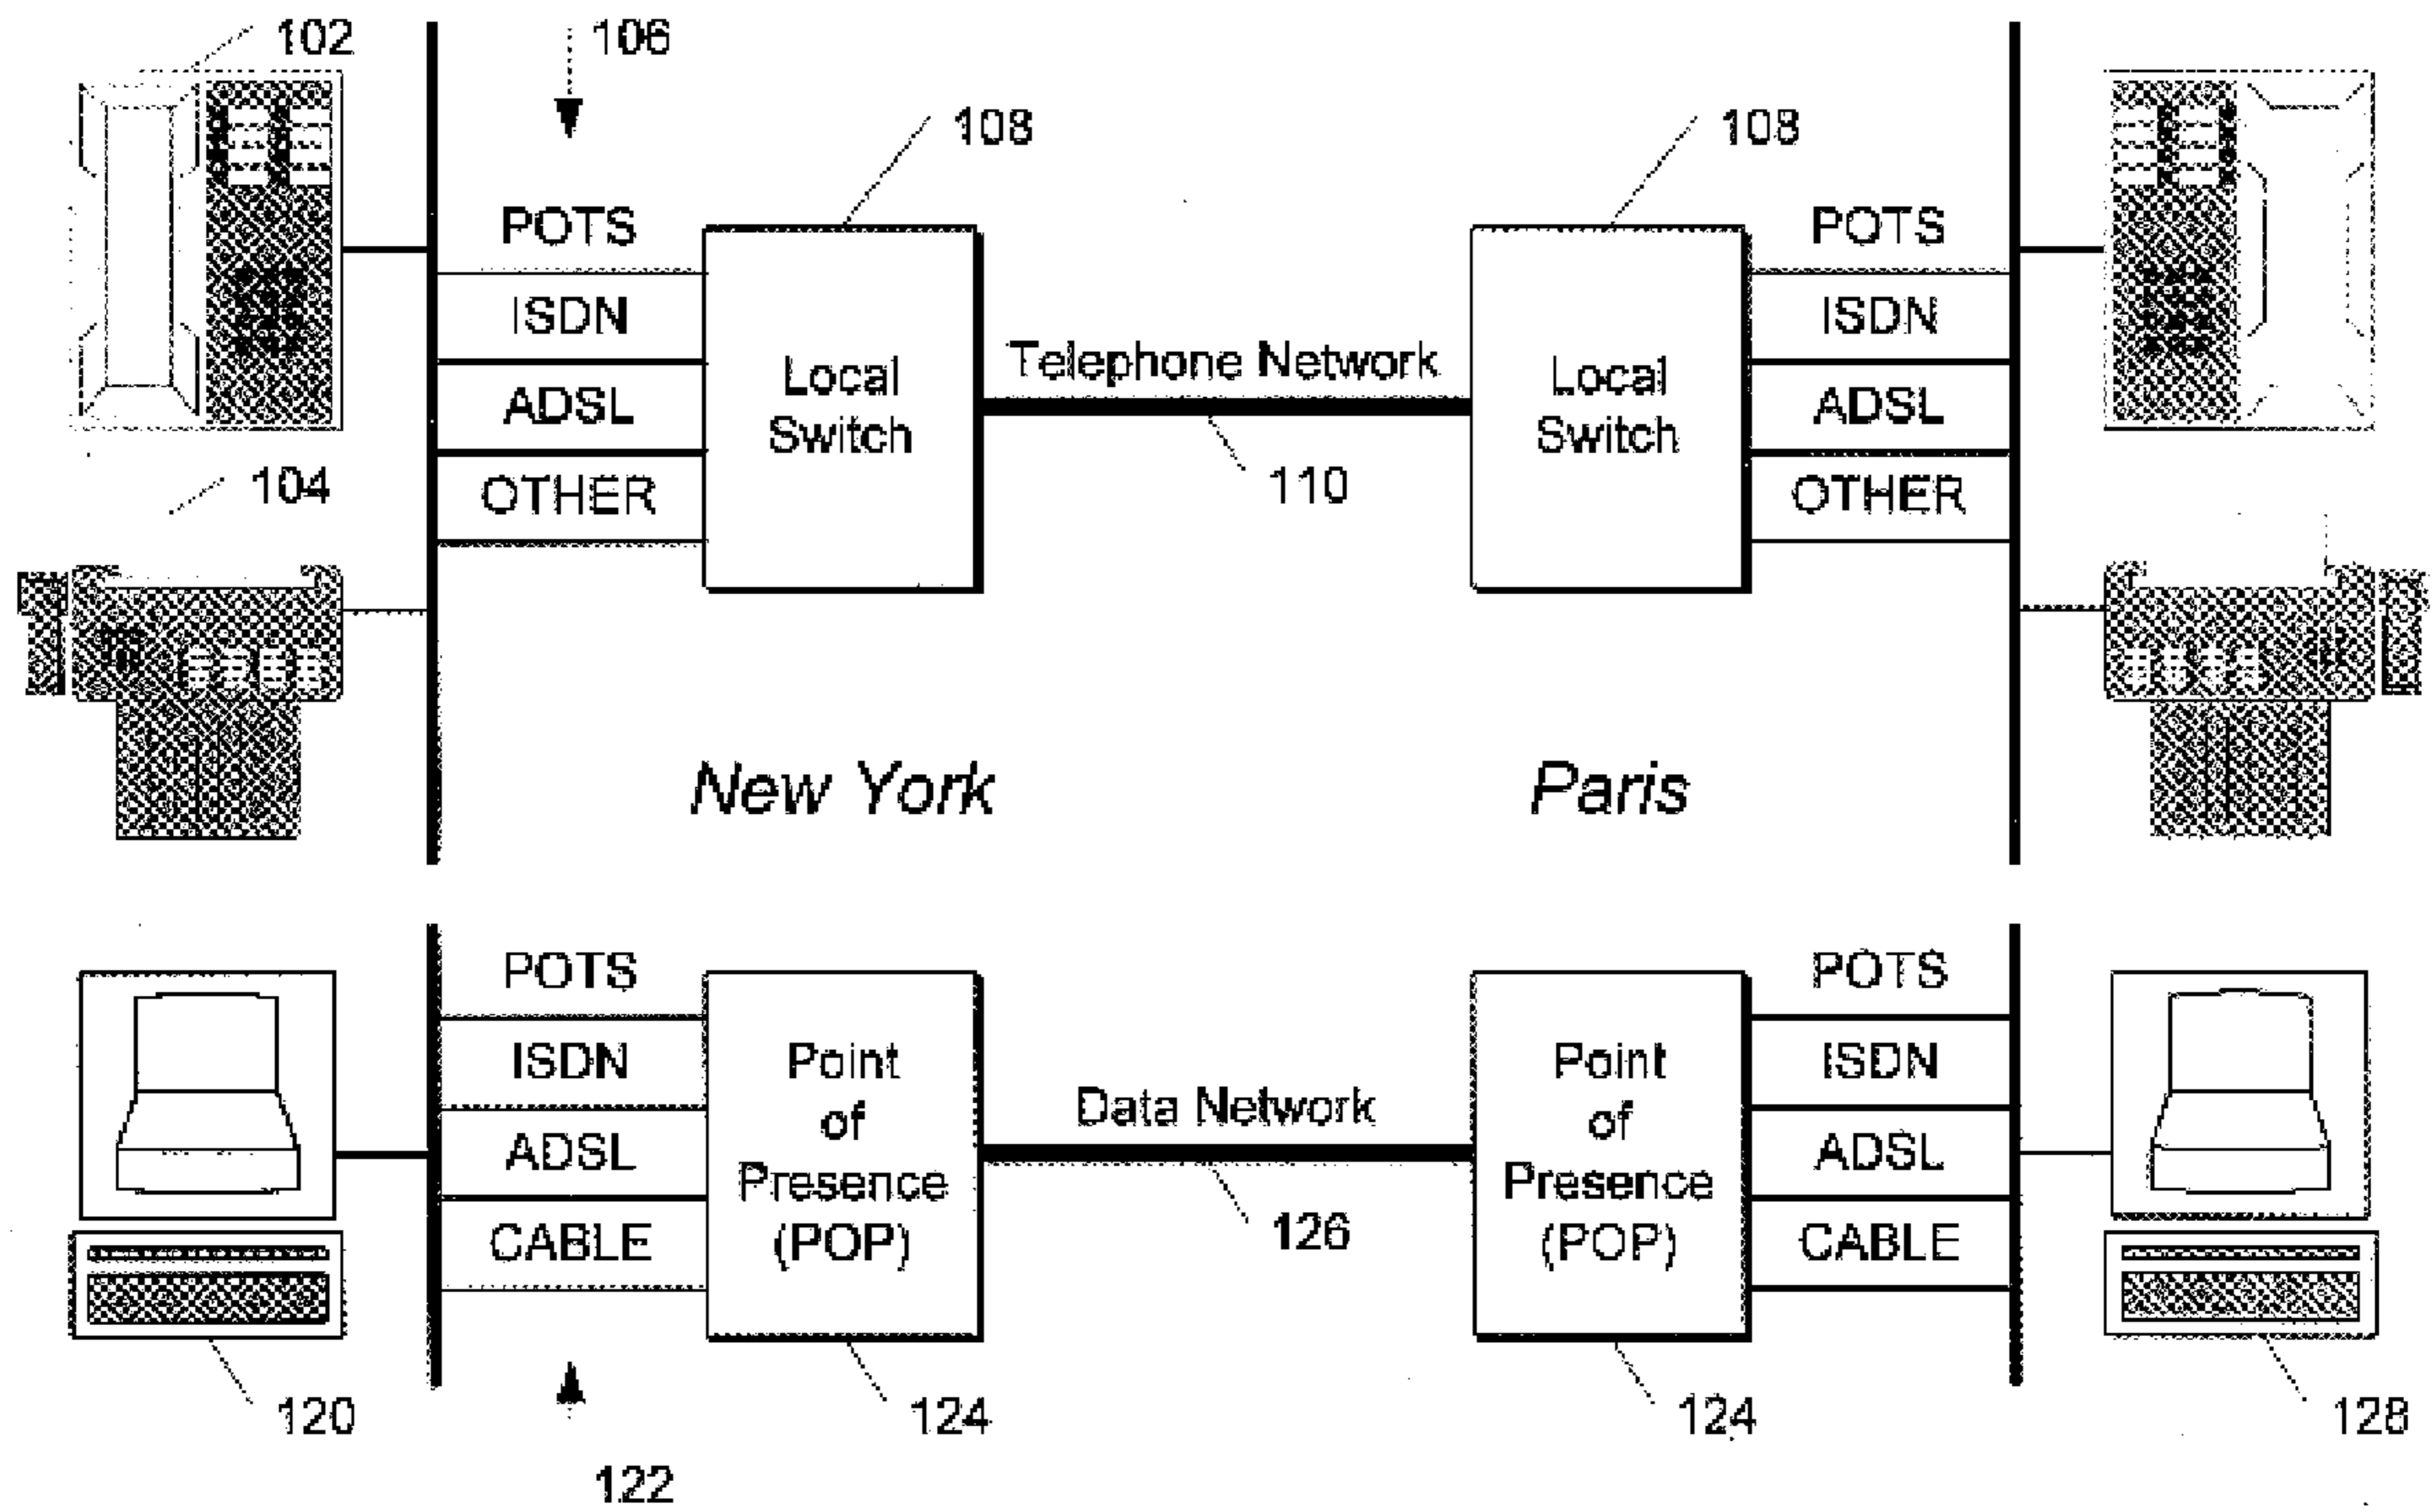 102
106
108
108
POTS
ISDN
ADSL
OTHER
Local
Switch
Telephone Network
110
Local
Switch
POTS
ISDN
ADSL
OTHER
104
New York
Paris
POTS
ISDN
ADSL
CABLE
Point
of
Presence
(POP)
Data Network
126
Point
of
Presence
(POP)
POTS
ISDN
ADSL
CABLE
120
122
124
124
128